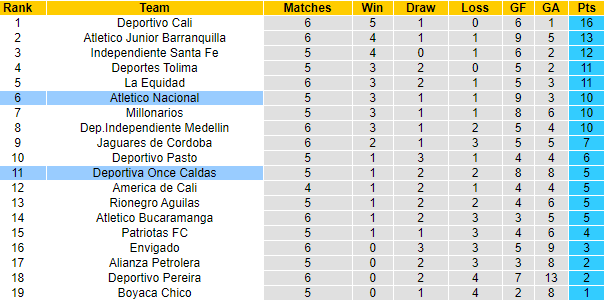 Rank Team Matches Win Draw Loss GF GA Pts
1 Deportivo Cali 6 5 1 0 6 1 16
2 Atletico Junior Barranquilla 6 4 1 1 9 5 13
3 Independiente Santa Fe 5 4 0 1 6 2 12
4 Deportes Tolima 5 3 2 0 5 2 11
5 La Equidad 6 3 2 1 5 3 11
6 Atletico Nacional 5 3 1 1 9 3 10
7 Millonarios 5 3 1 1 8 6 10
8 Dep.Independiente Medellin 6 3 1 2 5 4 10
9 Jaguares de Cordoba 6 2 1 3 5 5 7
10 Deportivo Pasto 5 1 3 1 4 4 6
11 Deportiva Once Caldas 5 1 2 2 8 8 5
12 America de Cali 4 1 2 1 4 4 5
13 Rionegro Aguilas 5 1 2 2 4 6 5
14 Atletico Bucaramanga 6 1 2 3 3 5 5
15 Patriotas FC 5 1 1 3 4 6 4
16 Envigado 6 0 3 3 5 9 3
17 Alianza Petrolera 5 0 2 3 3 8 2
18 Deportivo Pereira 6 0 2 4 7 13 2
19 Boyaca Chico 5 0 1 4 2 8 1